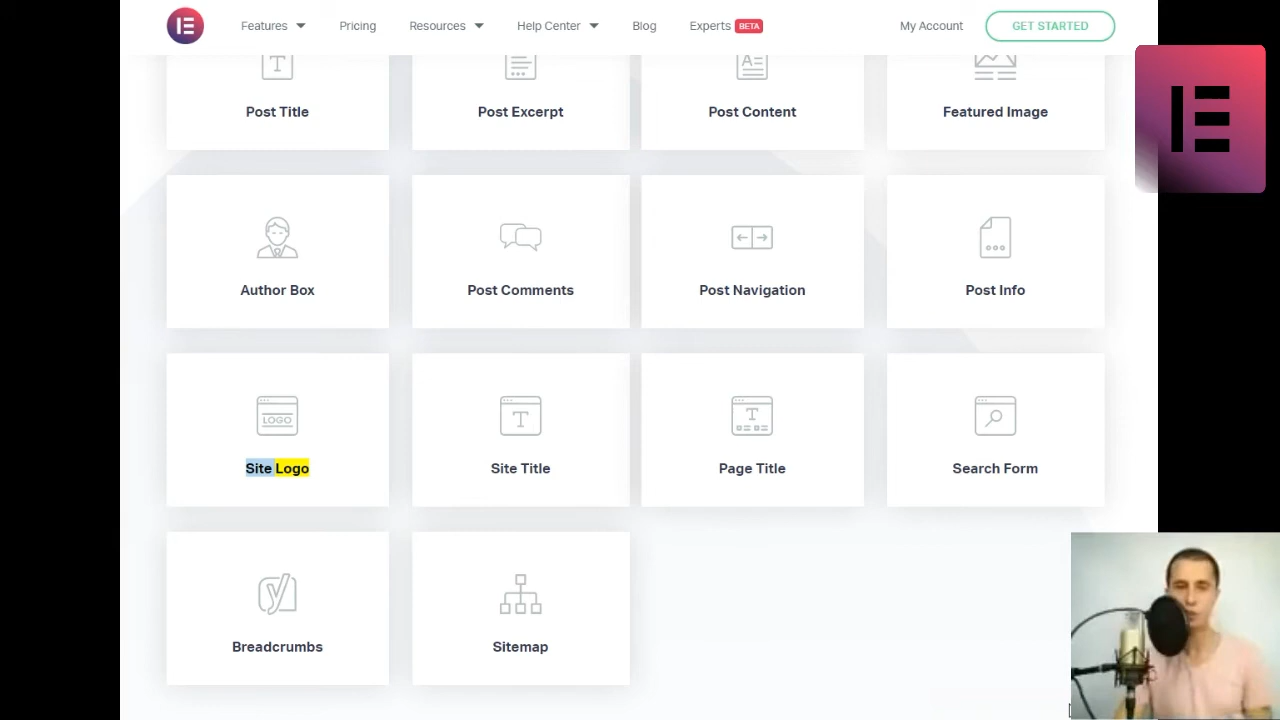 Features Pricing Resources Help Center Blog Experts BETA My Account GET STARTED
T A
Post Title Post Excerpt Post Content Featured Image
Author Box Post Comments Post Navigation Post Info
LOGO T T
Site Logo Site Title Page Title Search Form
y
Breadcrumbs Sitemap